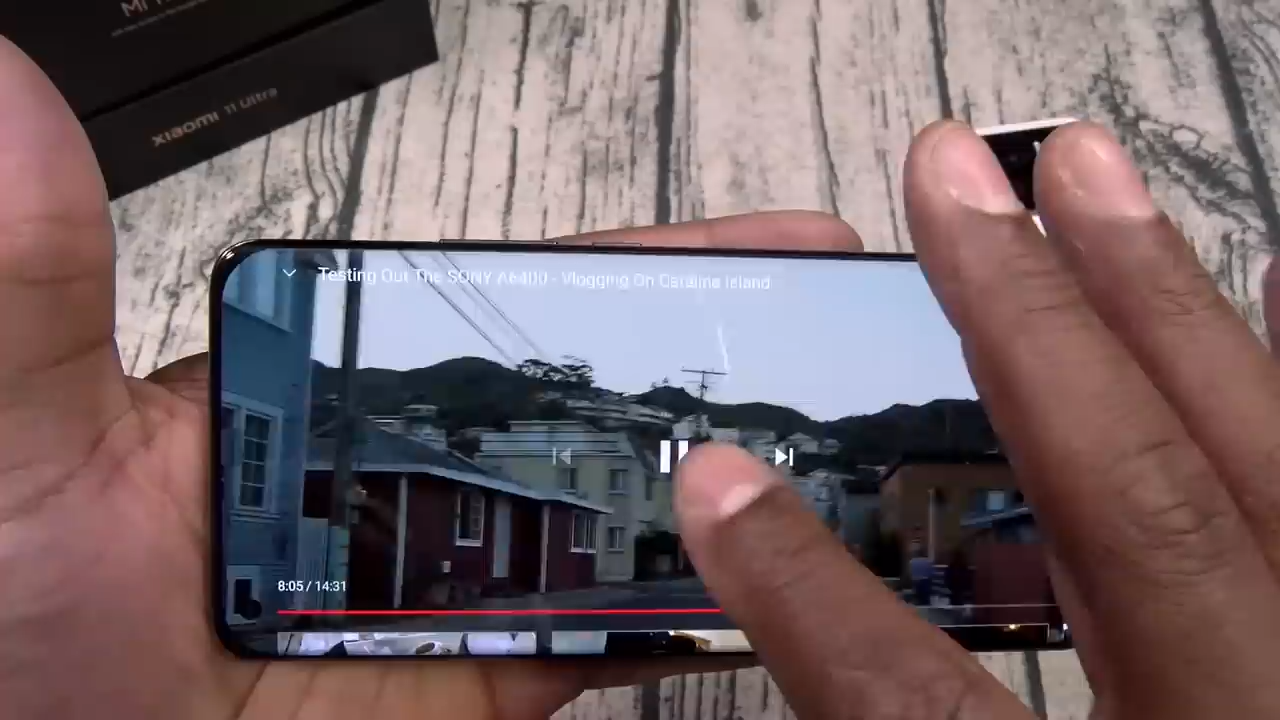 xiaomi 11 Ultra
Testing Out The SONY A6400 - Vlogging On Catalina Island
8:05 / 14:31